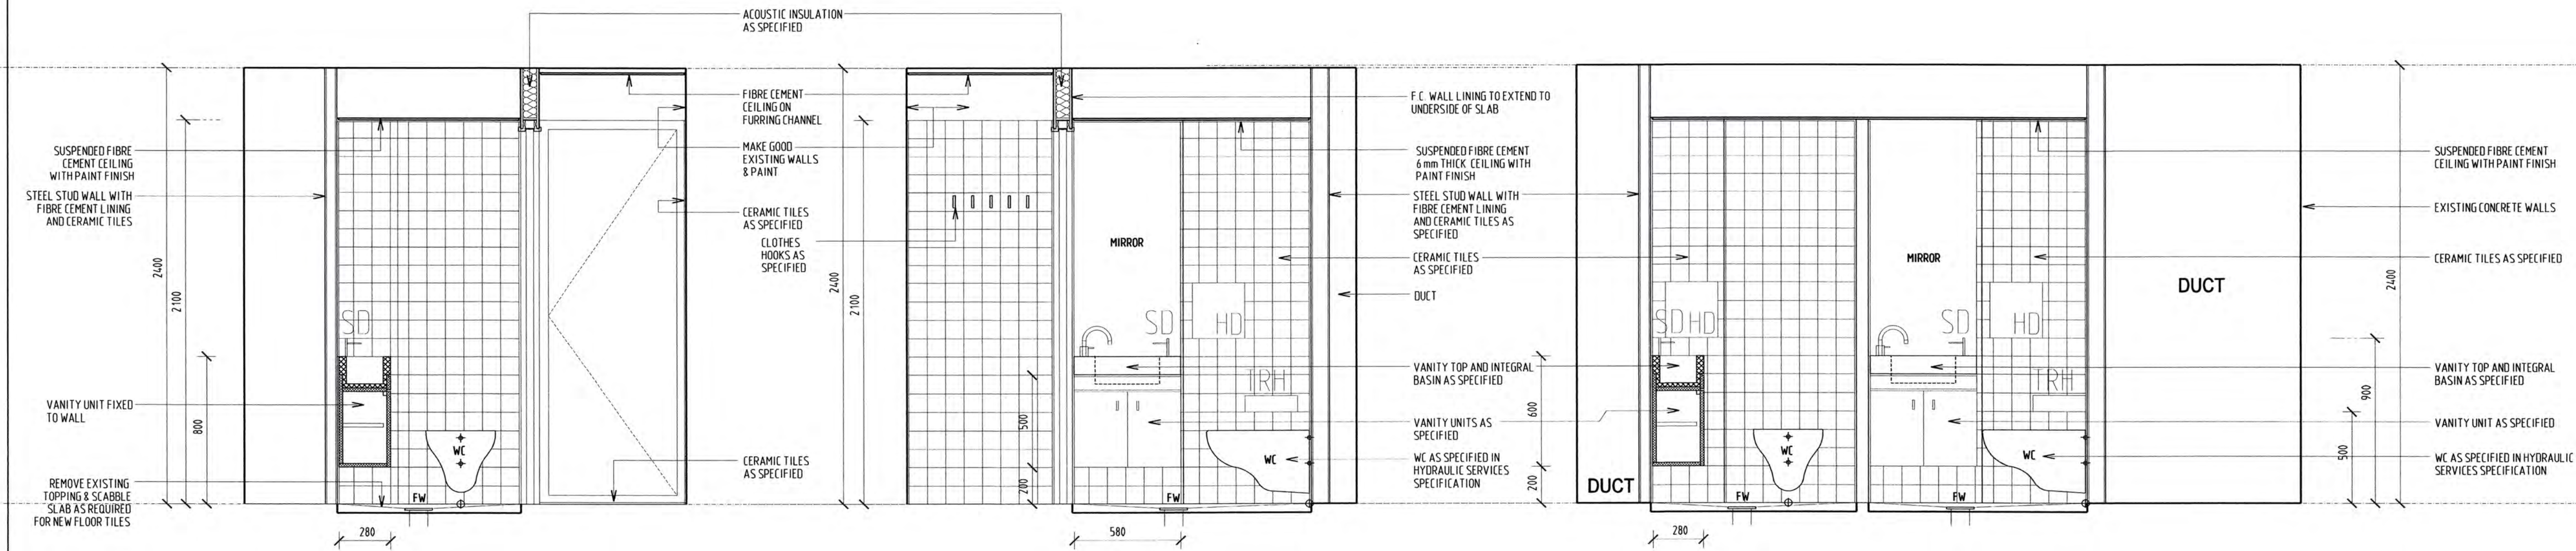 ACOUSTIC INSULATION
AS SPECIFIED
SUSPENDED FIBRE
CEMENT CEILING
WITH PAINT FINISH
STEEL STUD WALL WITH
FIBRE CEMENT LINING
AND CERAMIC TILES
2400
2100
800
VANITY UNIT FIXED
TO WALL
REMOVE EXISTING
TOPPING & SCABBLE
SLAB AS REQUIRED
FOR NEW FLOOR TILES
SD
WC
FW
280
FIBRE CEMENT
CEILING ON
FURRING CHANNEL
MAKE GOOD
EXISTING WALLS
& PAINT
CERAMIC TILES
AS SPECIFIED
CLOTHES
HOOKS AS
SPECIFIED
CERAMIC TILES
AS SPECIFIED
2400
2100
MIRROR
SD
HD
TRH
500
200
WC
FW
580
F.C. WALL LINING TO EXTEND TO
UNDERSIDE OF SLAB
SUSPENDED FIBRE CEMENT
6mm THICK CEILING WITH
PAINT FINISH
STEEL STUD WALL WITH
FIBRE CEMENT LINING
AND CERAMIC TILES AS
SPECIFIED
CERAMIC TILES
AS SPECIFIED
DUCT
VANITY TOP AND INTEGRAL
BASIN AS SPECIFIED
VANITY UNITS AS
SPECIFIED
WC AS SPECIFIED IN
HYDRAULIC SERVICES
SPECIFICATION
600
200
DUCT
SD HD
WC
FW
280
MIRROR
SD
HD
TRH
WC
FW
DUCT
2400
900
500
SUSPENDED FIBRE CEMENT
CEILING WITH PAINT FINISH
EXISTING CONCRETE WALLS
CERAMIC TILES AS SPECIFIED
VANITY TOP AND INTEGRAL
BASIN AS SPECIFIED
VANITY UNIT AS SPECIFIED
WC AS SPECIFIED IN HYDRAULIC
SERVICES SPECIFICATION